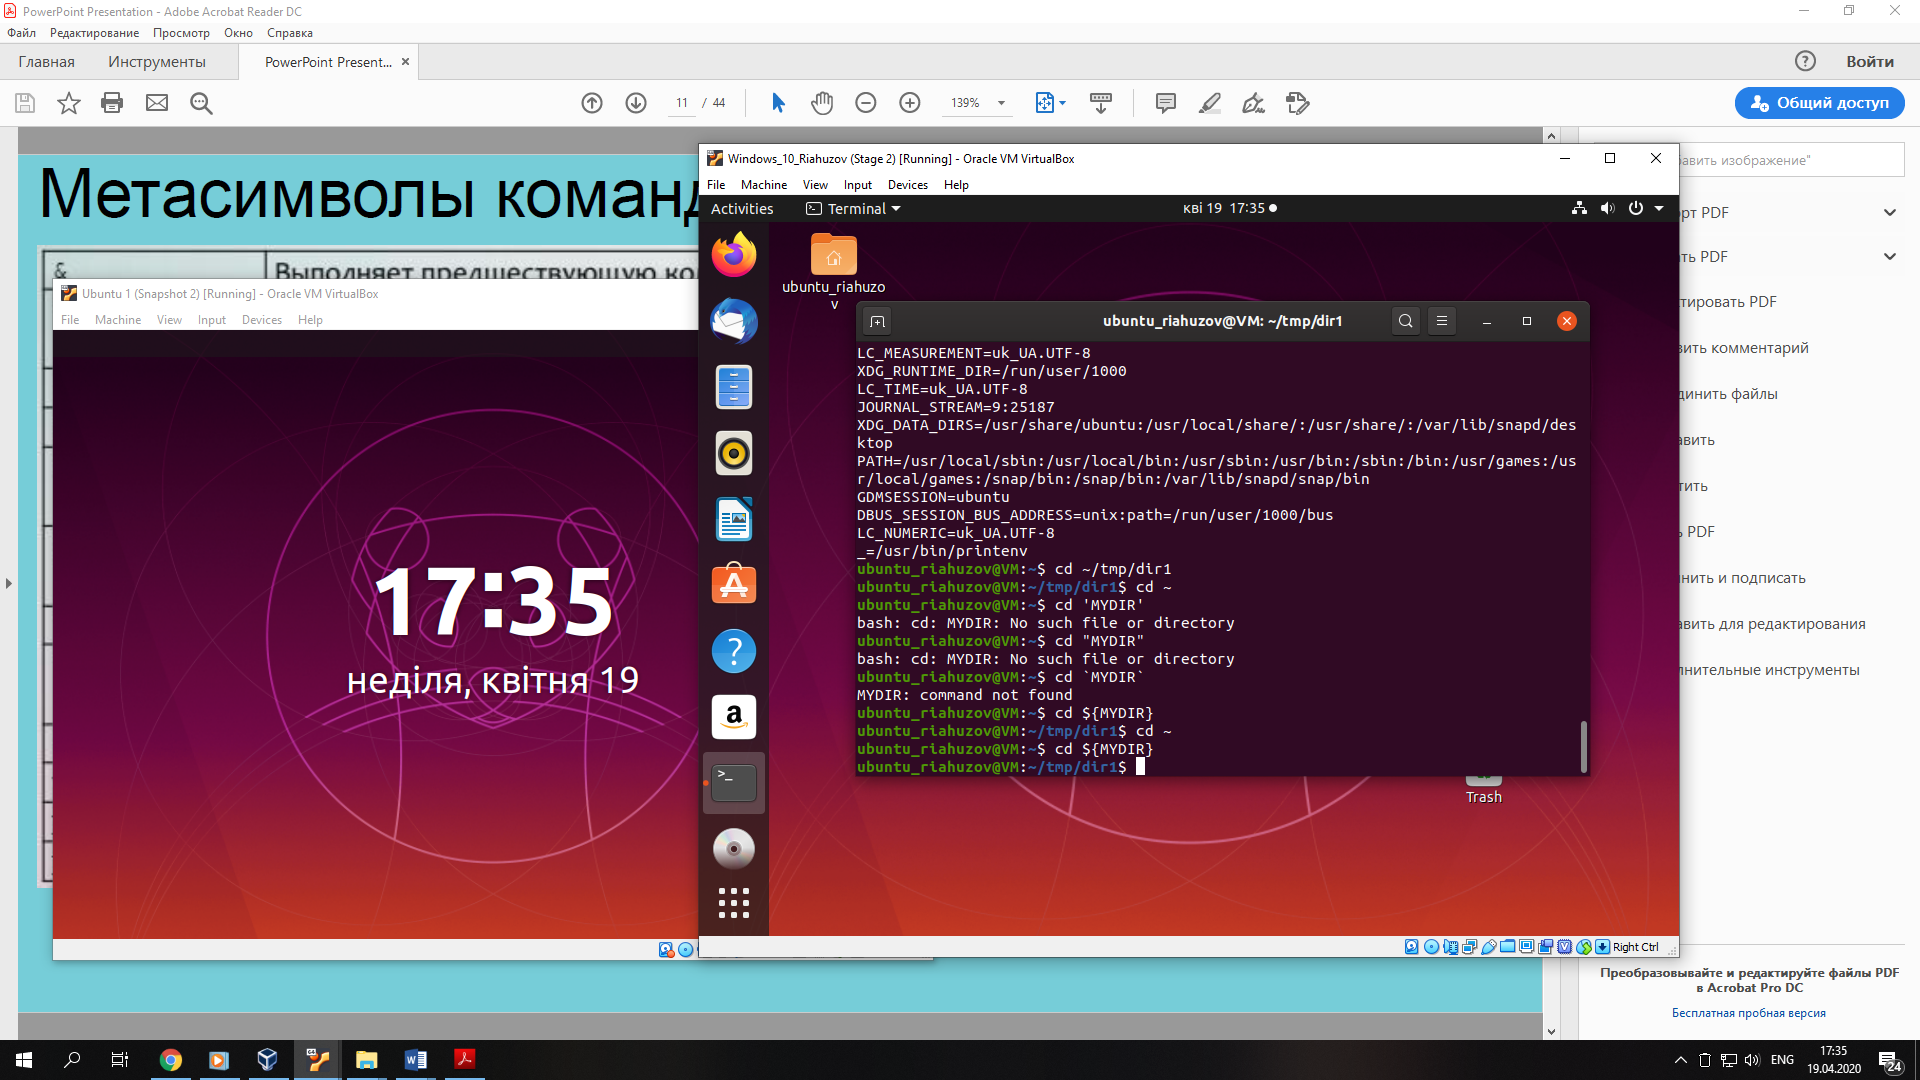 PowerPoint Presentation - Adobe Acrobat Reader DC
Файл Редактирование Просмотр Окно Справка
Главная Инструменты PowerPoint Present... × Войти
11 / 44 139% Общий доступ
Метасимволы команд
& Выполняет предшествующую ко
Ubuntu 1 (Snapshot 2) [Running] - Oracle VM VirtualBox
File Machine View Input Devices Help
17:35
неділя, квітня 19
Windows_10_Riahuzov (Stage 2) [Running] - Oracle VM VirtualBox
File Machine View Input Devices Help
Activities Terminal кві 19 17:35
ubuntu_riahuzo
v
ubuntu_riahuzov@VM: ~/tmp/dir1
LC_MEASUREMENT=uk_UA.UTF-8
XDG_RUNTIME_DIR=/run/user/1000
LC_TIME=uk_UA.UTF-8
JOURNAL_STREAM=9:25187
XDG_DATA_DIRS=/usr/share/ubuntu:/usr/local/share/:/usr/share/:/var/lib/snapd/des
ktop
PATH=/usr/local/sbin:/usr/local/bin:/usr/sbin:/usr/bin:/sbin:/bin:/usr/games:/us
r/local/games:/snap/bin:/snap/bin:/var/lib/snapd/snap/bin
GDMSESSION=ubuntu
DBUS_SESSION_BUS_ADDRESS=unix:path=/run/user/1000/bus
LC_NUMERIC=uk_UA.UTF-8
_=/usr/bin/printenv
ubuntu_riahuzov@VM:~$ cd ~/tmp/dir1
ubuntu_riahuzov@VM:~/tmp/dir1$ cd ~
ubuntu_riahuzov@VM:~$ cd 'MYDIR'
bash: cd: MYDIR: No such file or directory
ubuntu_riahuzov@VM:~$ cd "MYDIR"
bash: cd: MYDIR: No such file or directory
ubuntu_riahuzov@VM:~$ cd `MYDIR`
MYDIR: command not found
ubuntu_riahuzov@VM:~$ cd ${MYDIR}
ubuntu_riahuzov@VM:~/tmp/dir1$ cd ~
ubuntu_riahuzov@VM:~$ cd ${MYDIR}
ubuntu_riahuzov@VM:~/tmp/dir1$
Trash
Right Ctrl
авить изображение"
орт PDF
ть PDF
ктировать PDF
вить комментарий
динить файлы
авить
тить
ь PDF
лнить и подписать
авить для редактирования
лнительные инструменты
Преобразовывайте и редактируйте файлы PDF
в Acrobat Pro DC
Бесплатная пробная версия
ENG 17:35
19.04.2020 24